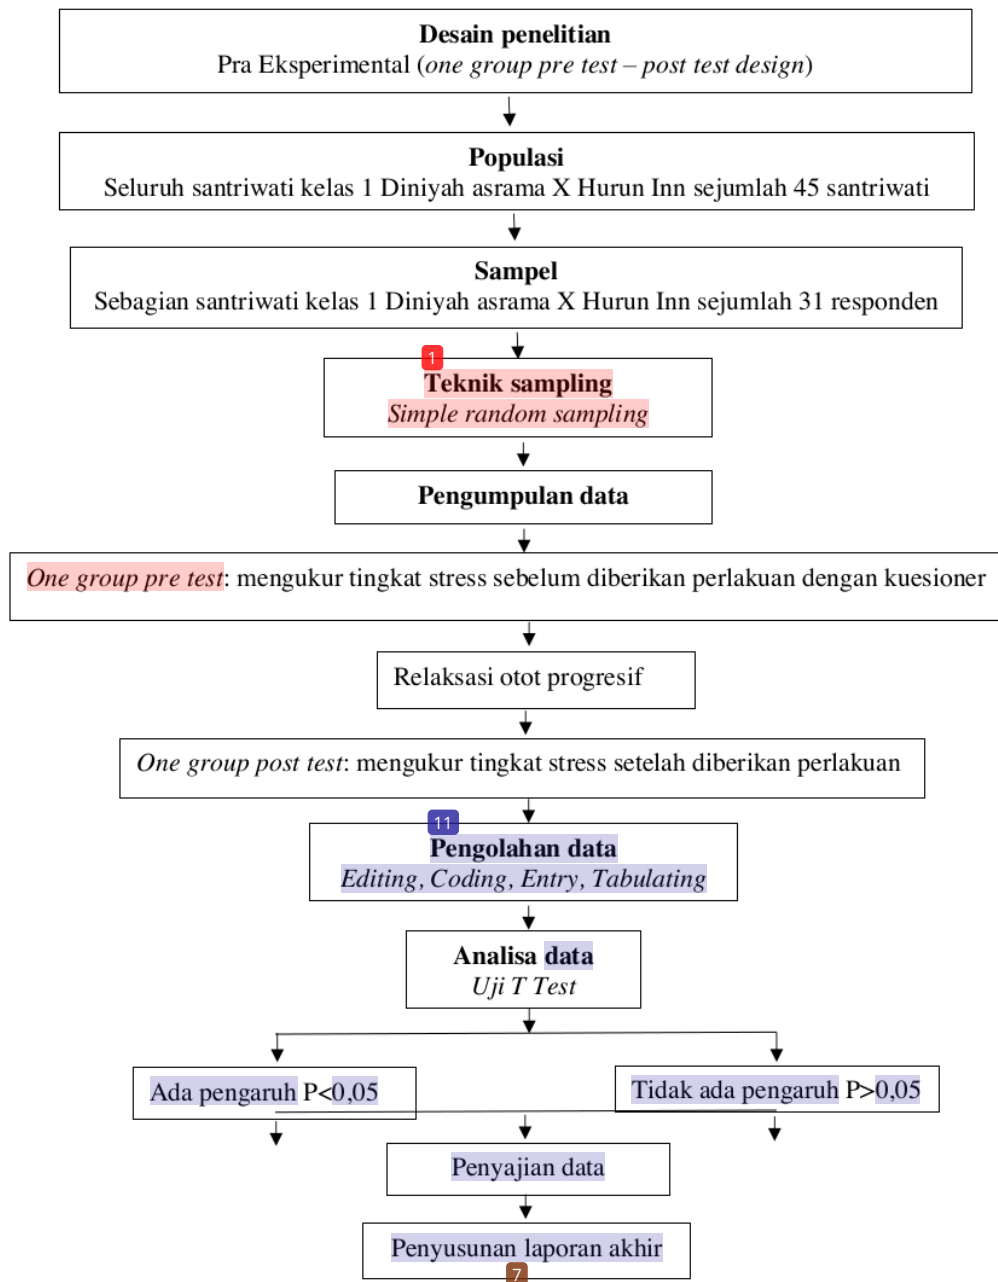 Desain penelitian
Pra Eksperimental (one group pre test – post test design)
Populasi
Seluruh santriwati kelas 1 Diniyah asrama X Hurun Inn sejumlah 45 santriwati
Sampel
Sebagian santriwati kelas 1 Diniyah asrama X Hurun Inn sejumlah 31 responden
1
Teknik sampling
Simple random sampling
Pengumpulan data
One group pre test: mengukur tingkat stress sebelum diberikan perlakuan dengan kuesioner
Relaksasi otot progresif
One group post test: mengukur tingkat stress setelah diberikan perlakuan
11
Pengolahan data
Editing, Coding, Entry, Tabulating
Analisa data
Uji T Test
Ada pengaruh P<0,05
Tidak ada pengaruh P>0,05
Penyajian data
Penyusunan laporan akhir
7